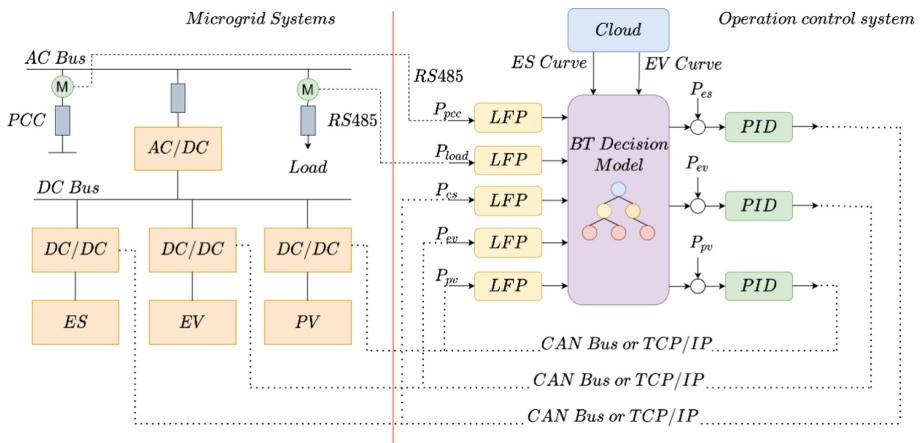 Microgrid Systems
Operation control system
Cloud
AC Bus
ES Curve
EV Curve
RS485
M
M
PCC
RS485
AC/DC
Load
P_pcc
LFP
P_load
LFP
P_es
LFP
P_ev
LFP
P_pv
LFP
BT Decision
Model
P_es
PID
P_ev
PID
P_pv
PID
DC Bus
DC/DC
DC/DC
DC/DC
ES
EV
PV
CAN Bus or TCP/IP
CAN Bus or TCP/IP
CAN Bus or TCP/IP